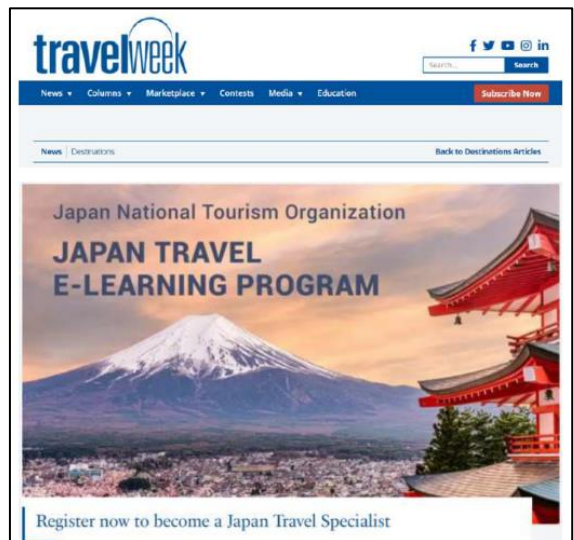 travelweek
Search... Search
News Columns Marketplace Contests Media Education Subscribe Now
News Destinations Back to Destinations Articles
Japan National Tourism Organization
JAPAN TRAVEL
E-LEARNING PROGRAM
Register now to become a Japan Travel Specialist